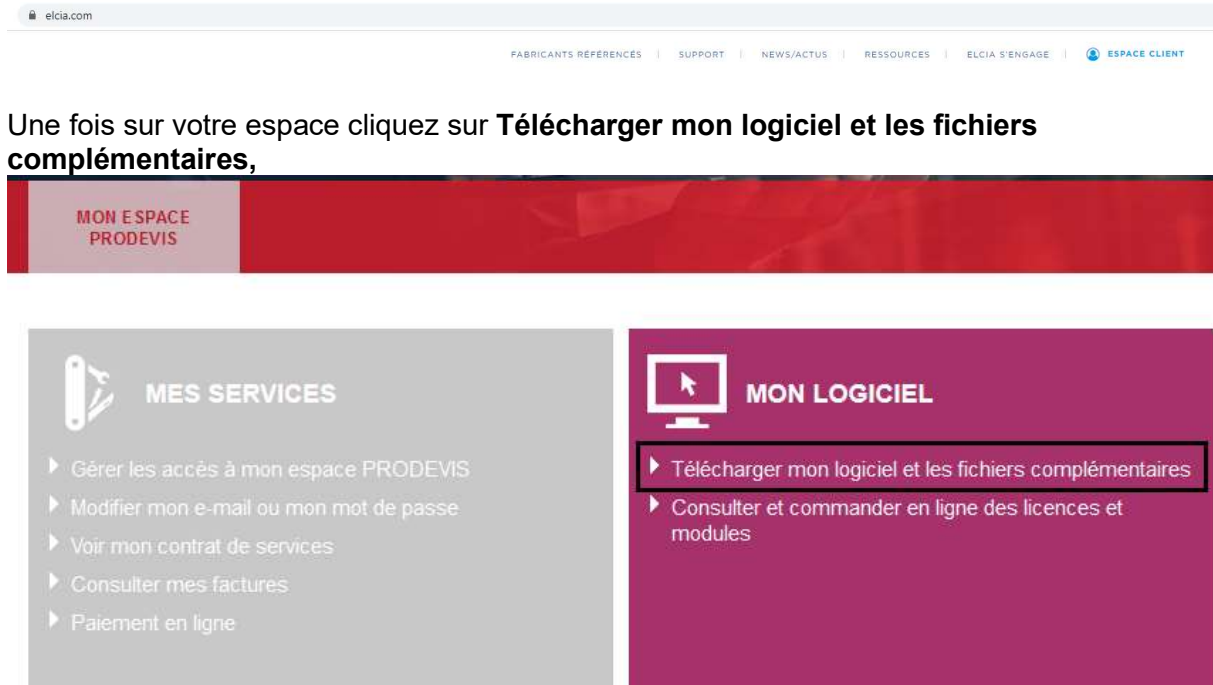 elcia.com
FABRICANTS RÉFÉRENCÉS | SUPPORT | NEWS/ACTUS | RESSOURCES | ELCIA S'ENGAGE | ESPACE CLIENT
Une fois sur votre espace cliquez sur Télécharger mon logiciel et les fichiers
complémentaires,
MON ESPACE
PRODEVIS
MES SERVICES
Gérer les accès à mon espace PRODEVIS
Modifier mon e-mail ou mon mot de passe
Voir mon contrat de services
Consulter mes factures
Paiement en ligne
MON LOGICIEL
Télécharger mon logiciel et les fichiers complémentaires
Consulter et commander en ligne des licences et
modules